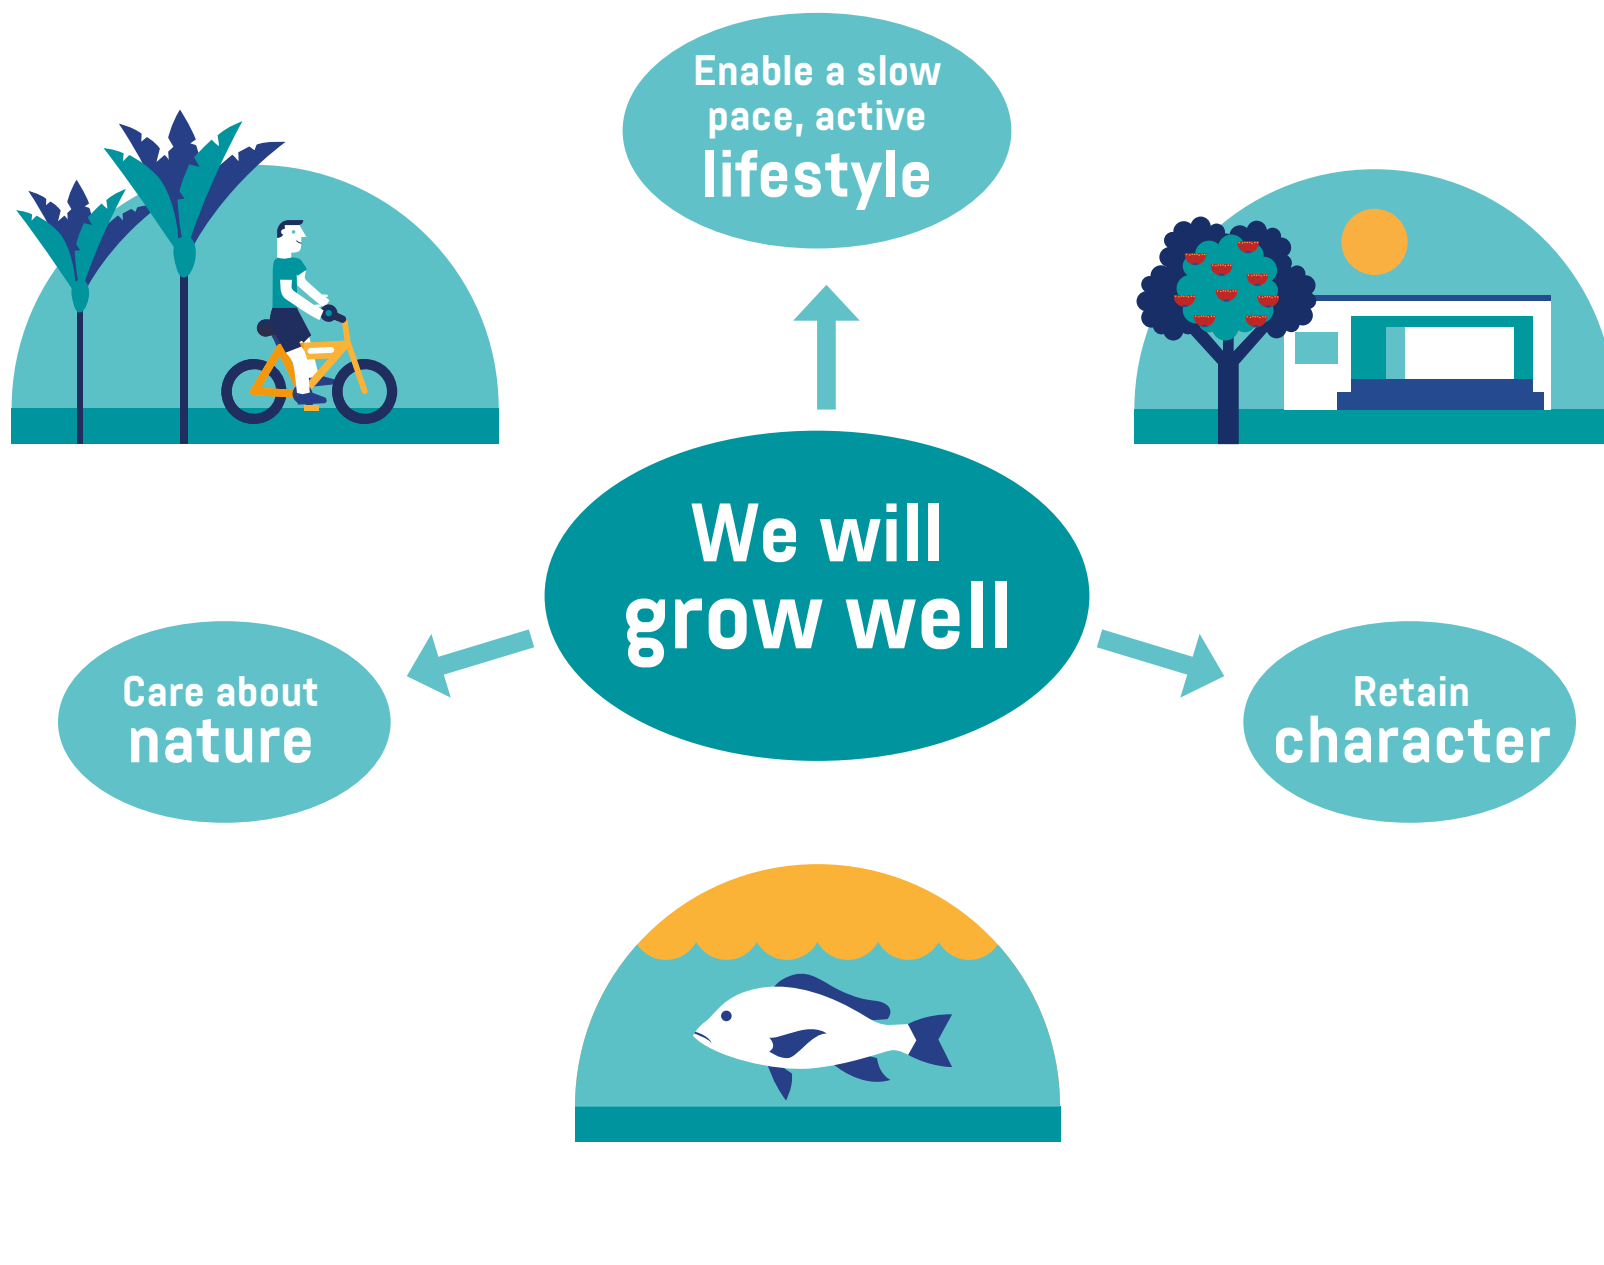 Enable a slow
pace, active
lifestyle
We will
grow well
Care about
nature
Retain
character